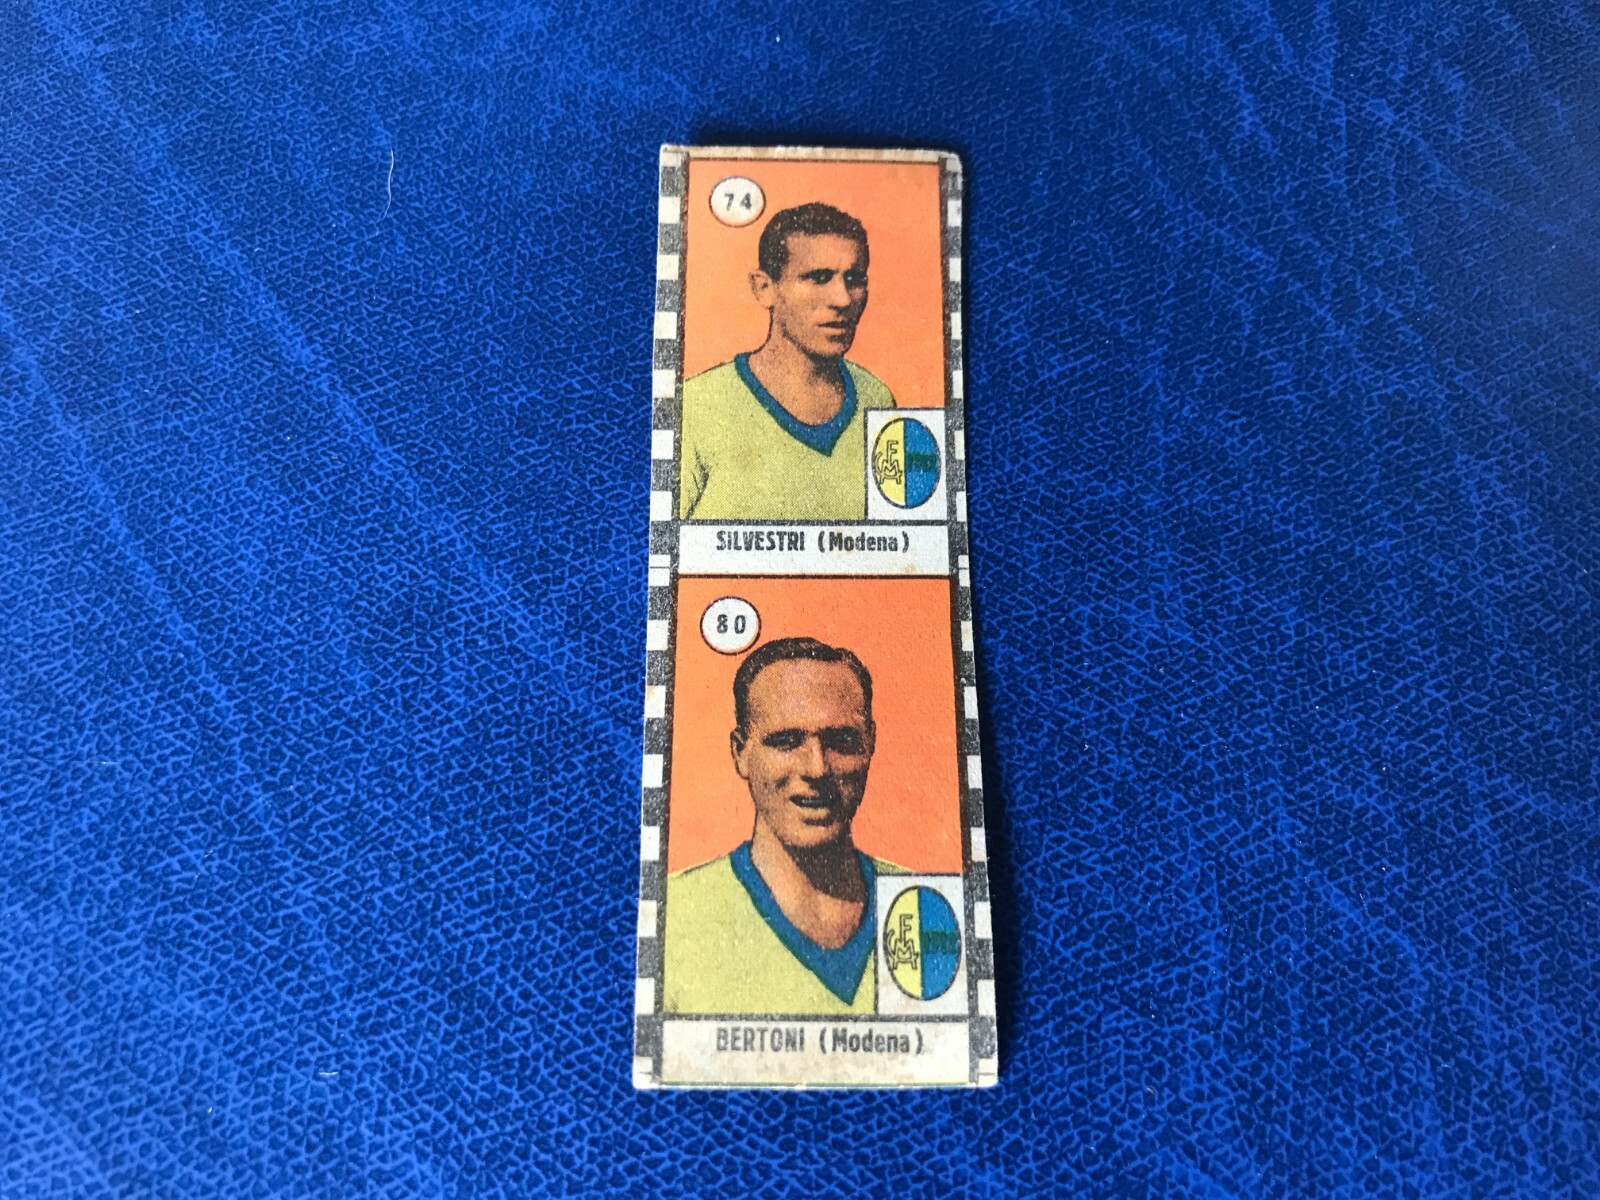 74
SILVESTRI (Modena)
80
BERTONI (Modena)